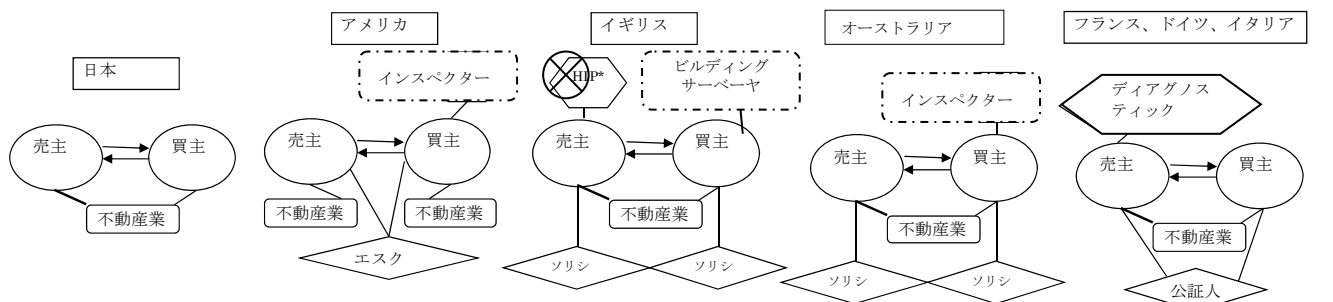 日本
売主
買主
不動産業
アメリカ
インスペクター
売主
買主
不動産業
不動産業
エスク
イギリス
HIP*
ビルディング
サーベーヤ
売主
買主
不動産業
ソリシ
ソリシ
オーストラリア
インスペクター
売主
買主
不動産業
ソリシ
ソリシ
フランス、ドイツ、イタリア
ディアグノス
ティック
売主
買主
不動産業
公証人